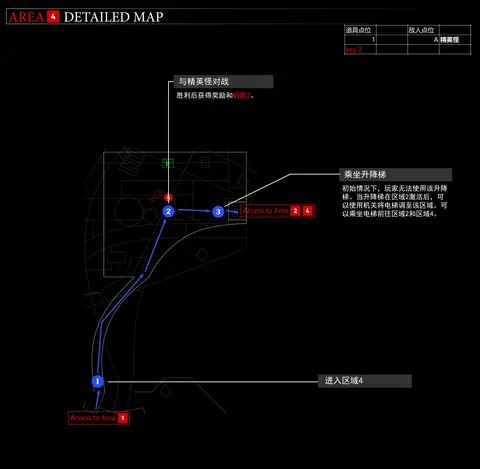 AREA 4 DETAILED MAP
道具点位 敌人点位
1 A 精英怪
key 2
与精英怪对战
胜利后获得奖励和钥匙2。
乘坐升降梯
初始情况下，玩家无法使用该升降
梯。当升降梯在区域2激活后，可
以使用机关将电梯调至该区域，可
以乘坐电梯前往区域2和区域4。
2
3
Access to Area 2 4
1
进入区域4
Access to Area 1